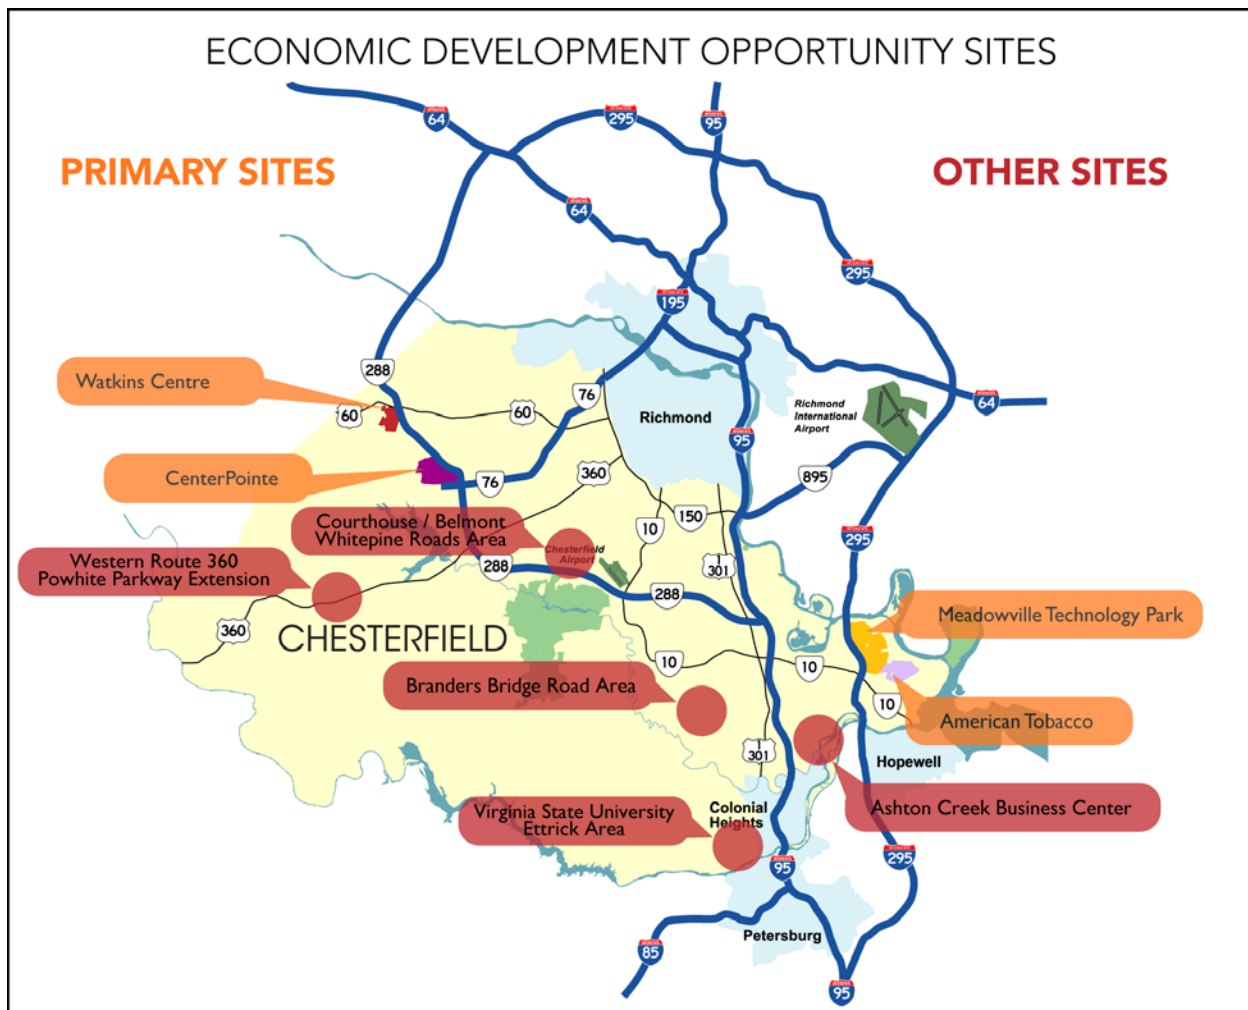 ECONOMIC DEVELOPMENT OPPORTUNITY SITES
PRIMARY SITES
OTHER SITES
64
295
95
64
295
195
288
76
Watkins Centre
60
60
Richmond
Richmond
International
Airport
64
95
CenterPointe
76
360
895
Courthouse / Belmont
Whitepine Roads Area
10
150
295
Chesterfield
Airport
1
301
Western Route 360
Powhite Parkway Extension
288
288
360
CHESTERFIELD
Meadowville Technology Park
10
10
Branders Bridge Road Area
10
American Tobacco
1
301
Hopewell
Virginia State University
Ettrick Area
Colonial
Heights
Ashton Creek Business Center
95
295
Petersburg
85
95